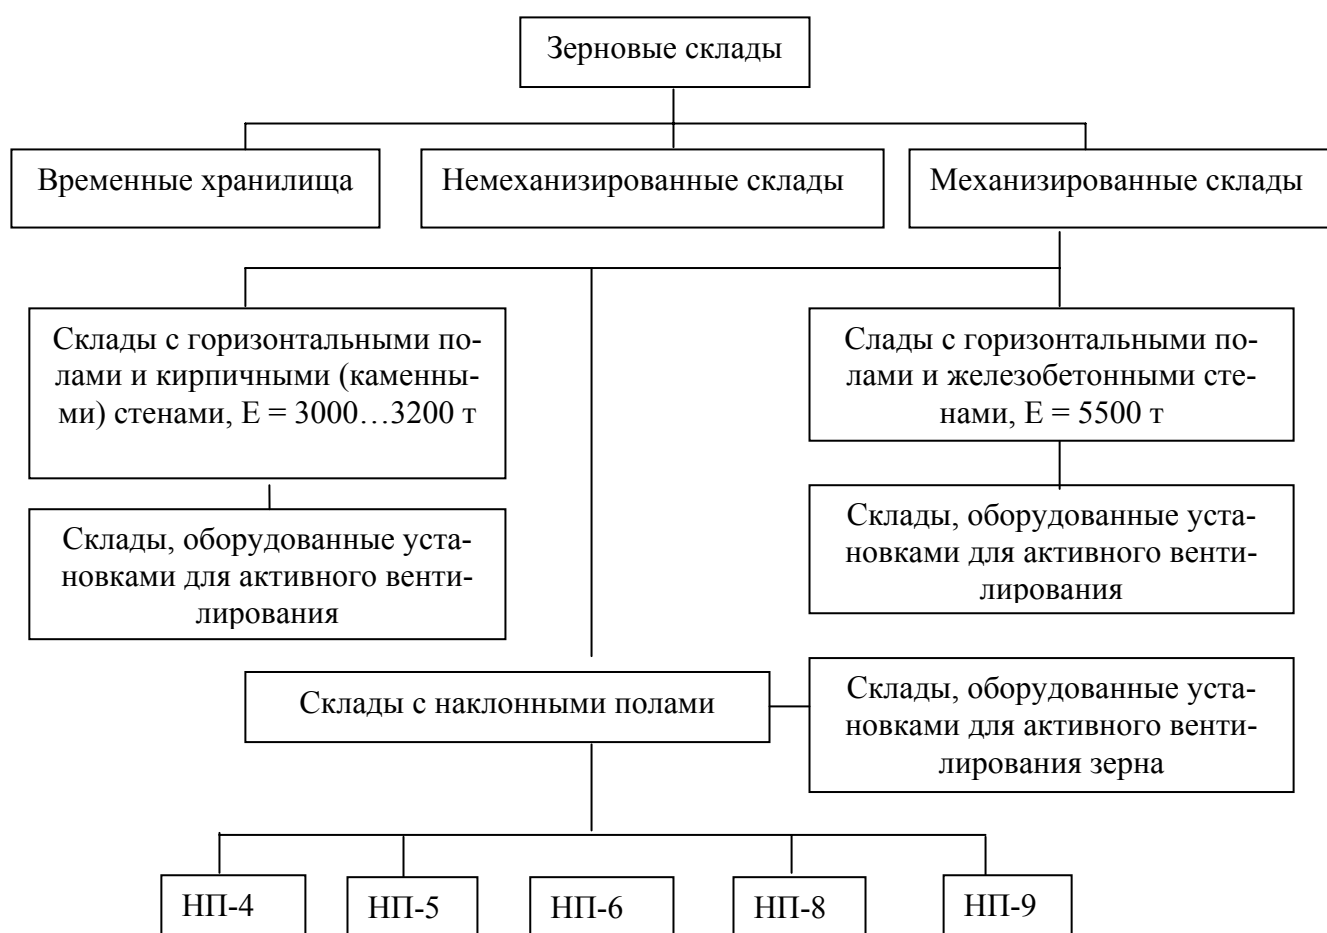 Зерновые склады
Временные хранилища
Немеханизированные склады
Механизированные склады
Склады с горизонтальными по-
лами и кирпичными (каменны-
ми) стенами, Е = 3000…3200 т
Слады с горизонтальными по-
лами и железобетонными сте-
нами, Е = 5500 т
Склады, оборудованные уста-
новками для активного венти-
лирования
Склады, оборудованные уста-
новками для активного венти-
лирования
Склады с наклонными полами
Склады, оборудованные уста-
новками для активного венти-
лирования зерна
НП-4
НП-5
НП-6
НП-8
НП-9